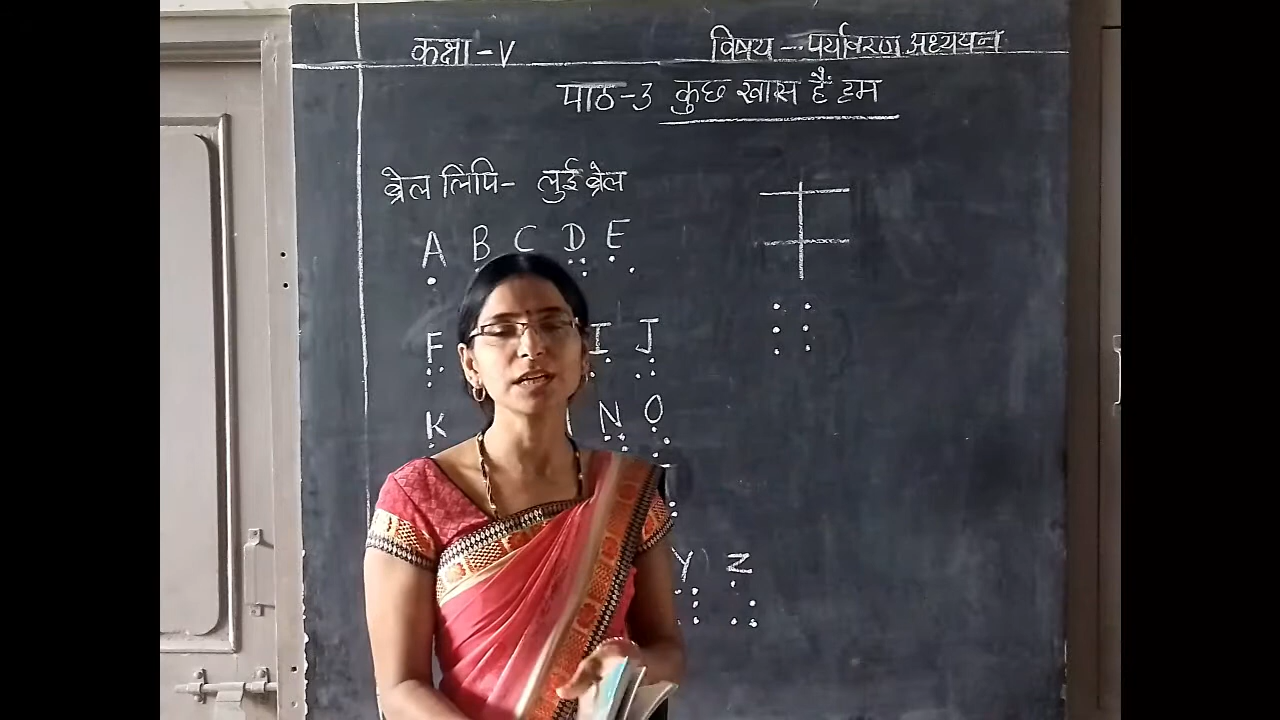 कक्षा - V विषय -- पर्यावरण अध्ययन
पाठ-3 कुछ खास हैं हम
ब्रेल लिपि- लुई ब्रेल
A B C D E
F I J
K N O
Y Z